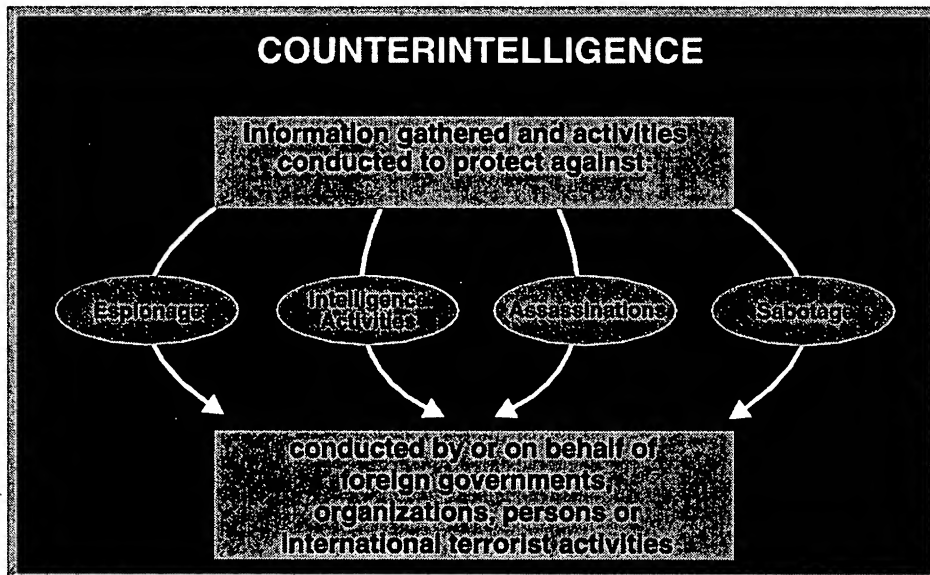 COUNTERINTELLIGENCE
Information gathered and activities
conducted to protect against
Espionage
Intelligence
Activities
Assassinations
Sabotage
conducted by or on behalf of
foreign governments,
organizations, persons or
international terrorist activities